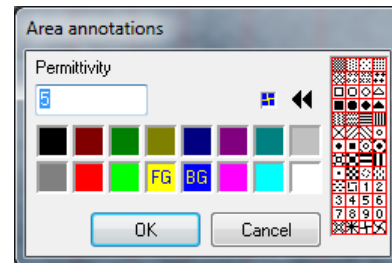 Area annotations
Permittivity
5
FG BG
1 2
3 4 5 6
7 8 9 0
OK Cancel